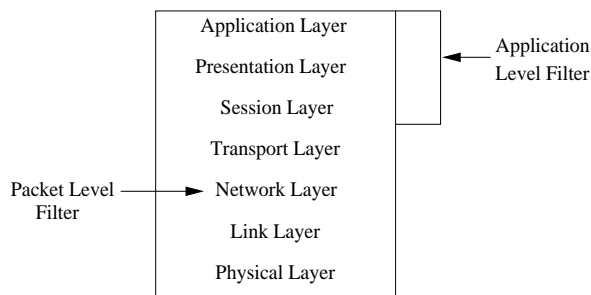 Application Layer
Presentation Layer
Session Layer
Transport Layer
Network Layer
Link Layer
Physical Layer
Application
Level Filter
Packet Level
Filter